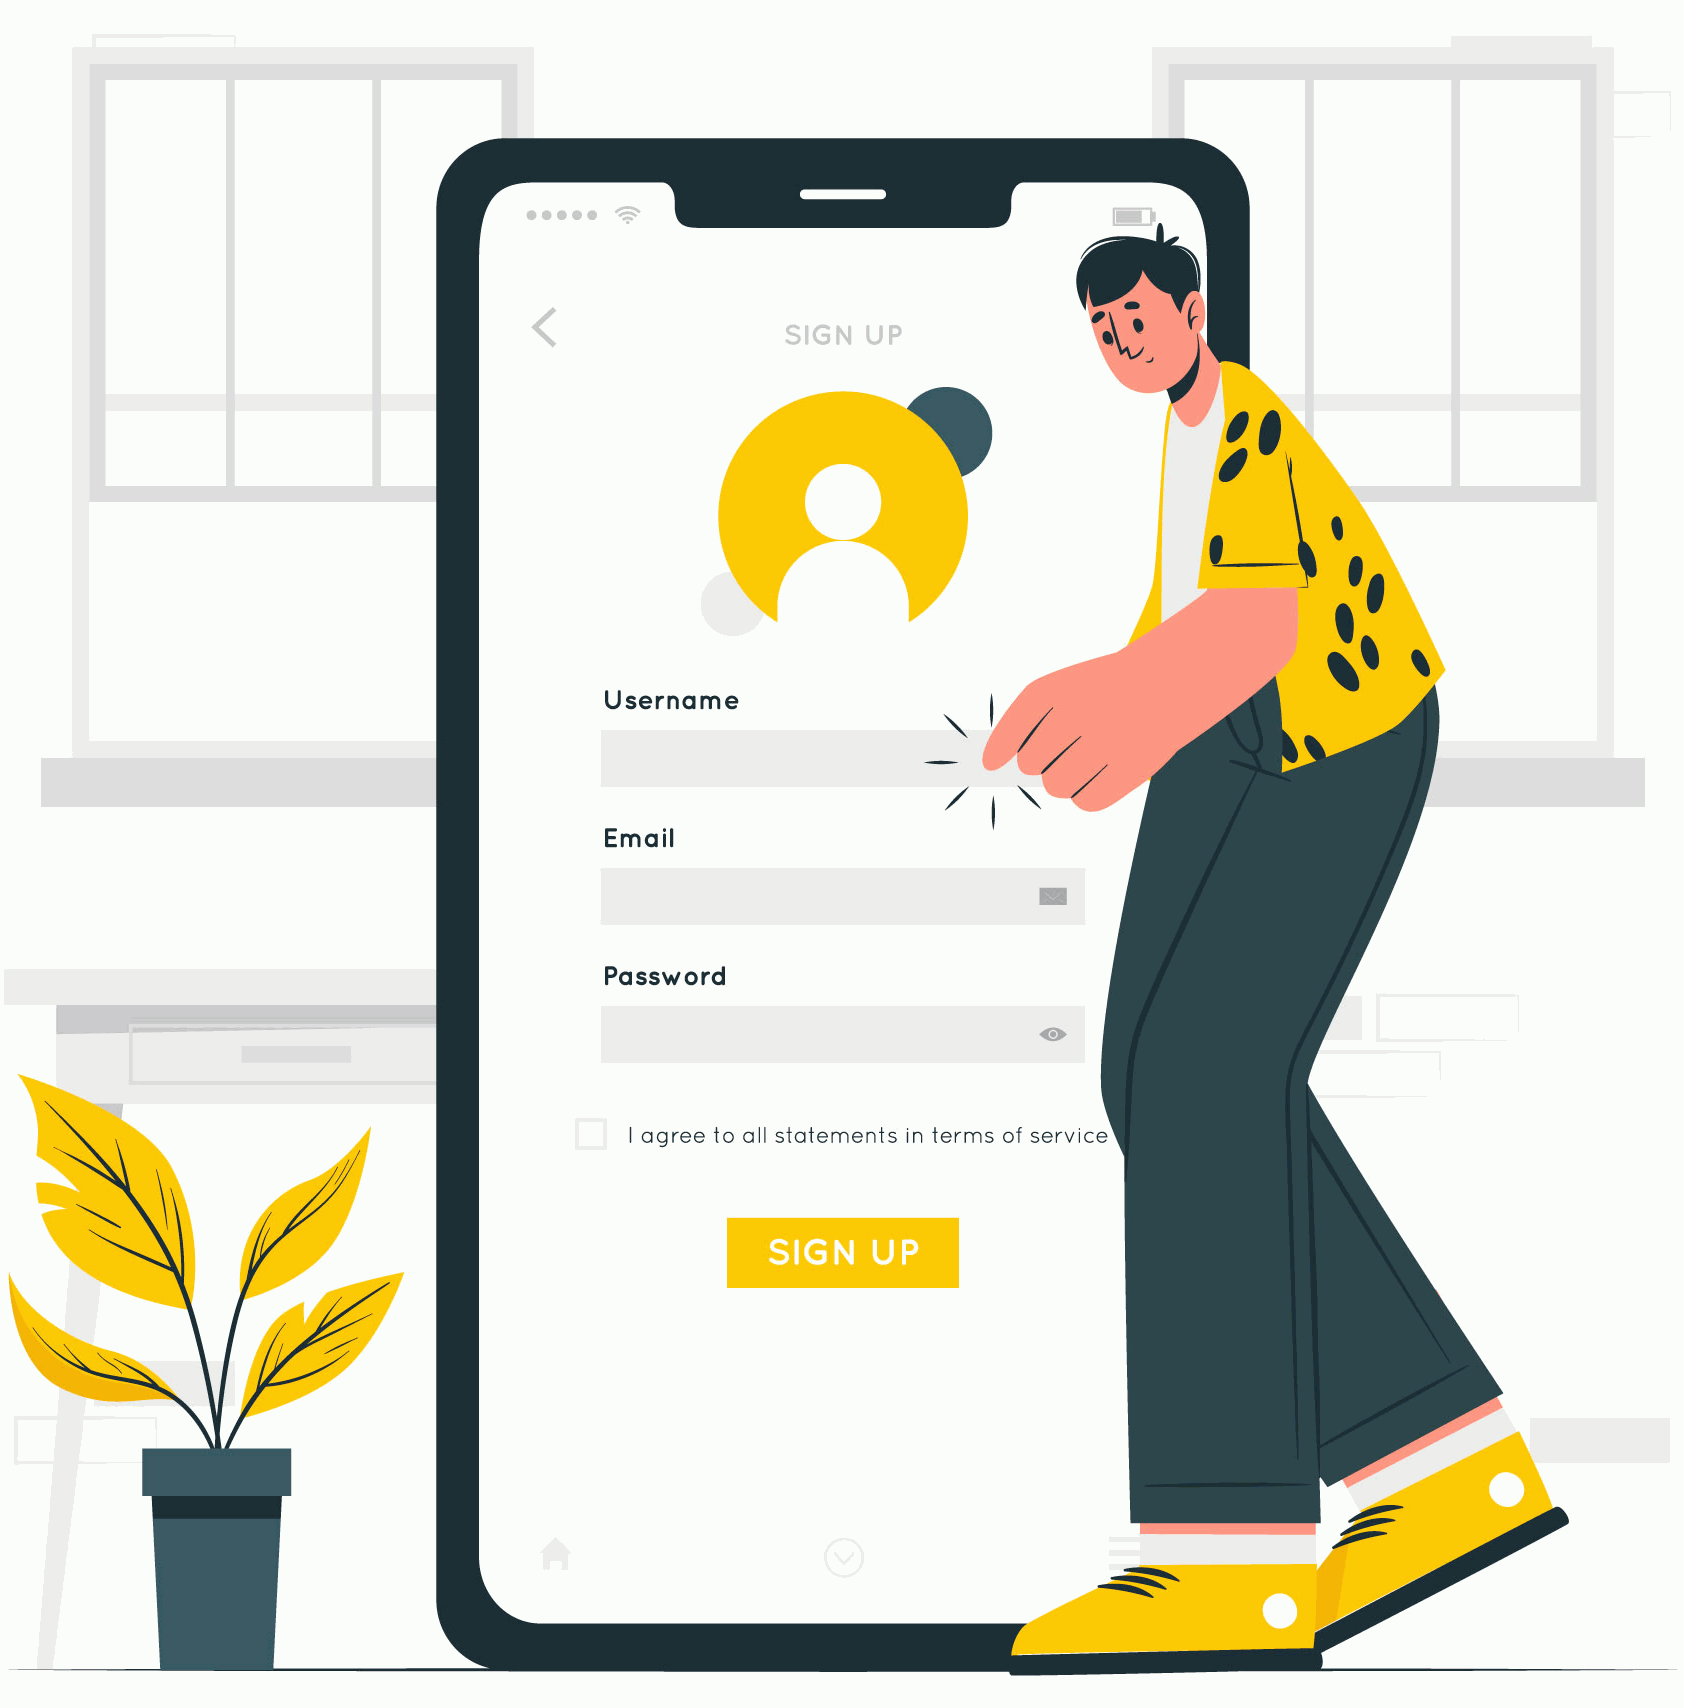 SIGN UP
Username
Email
Password
I agree to all statements in terms of service
SIGN UP